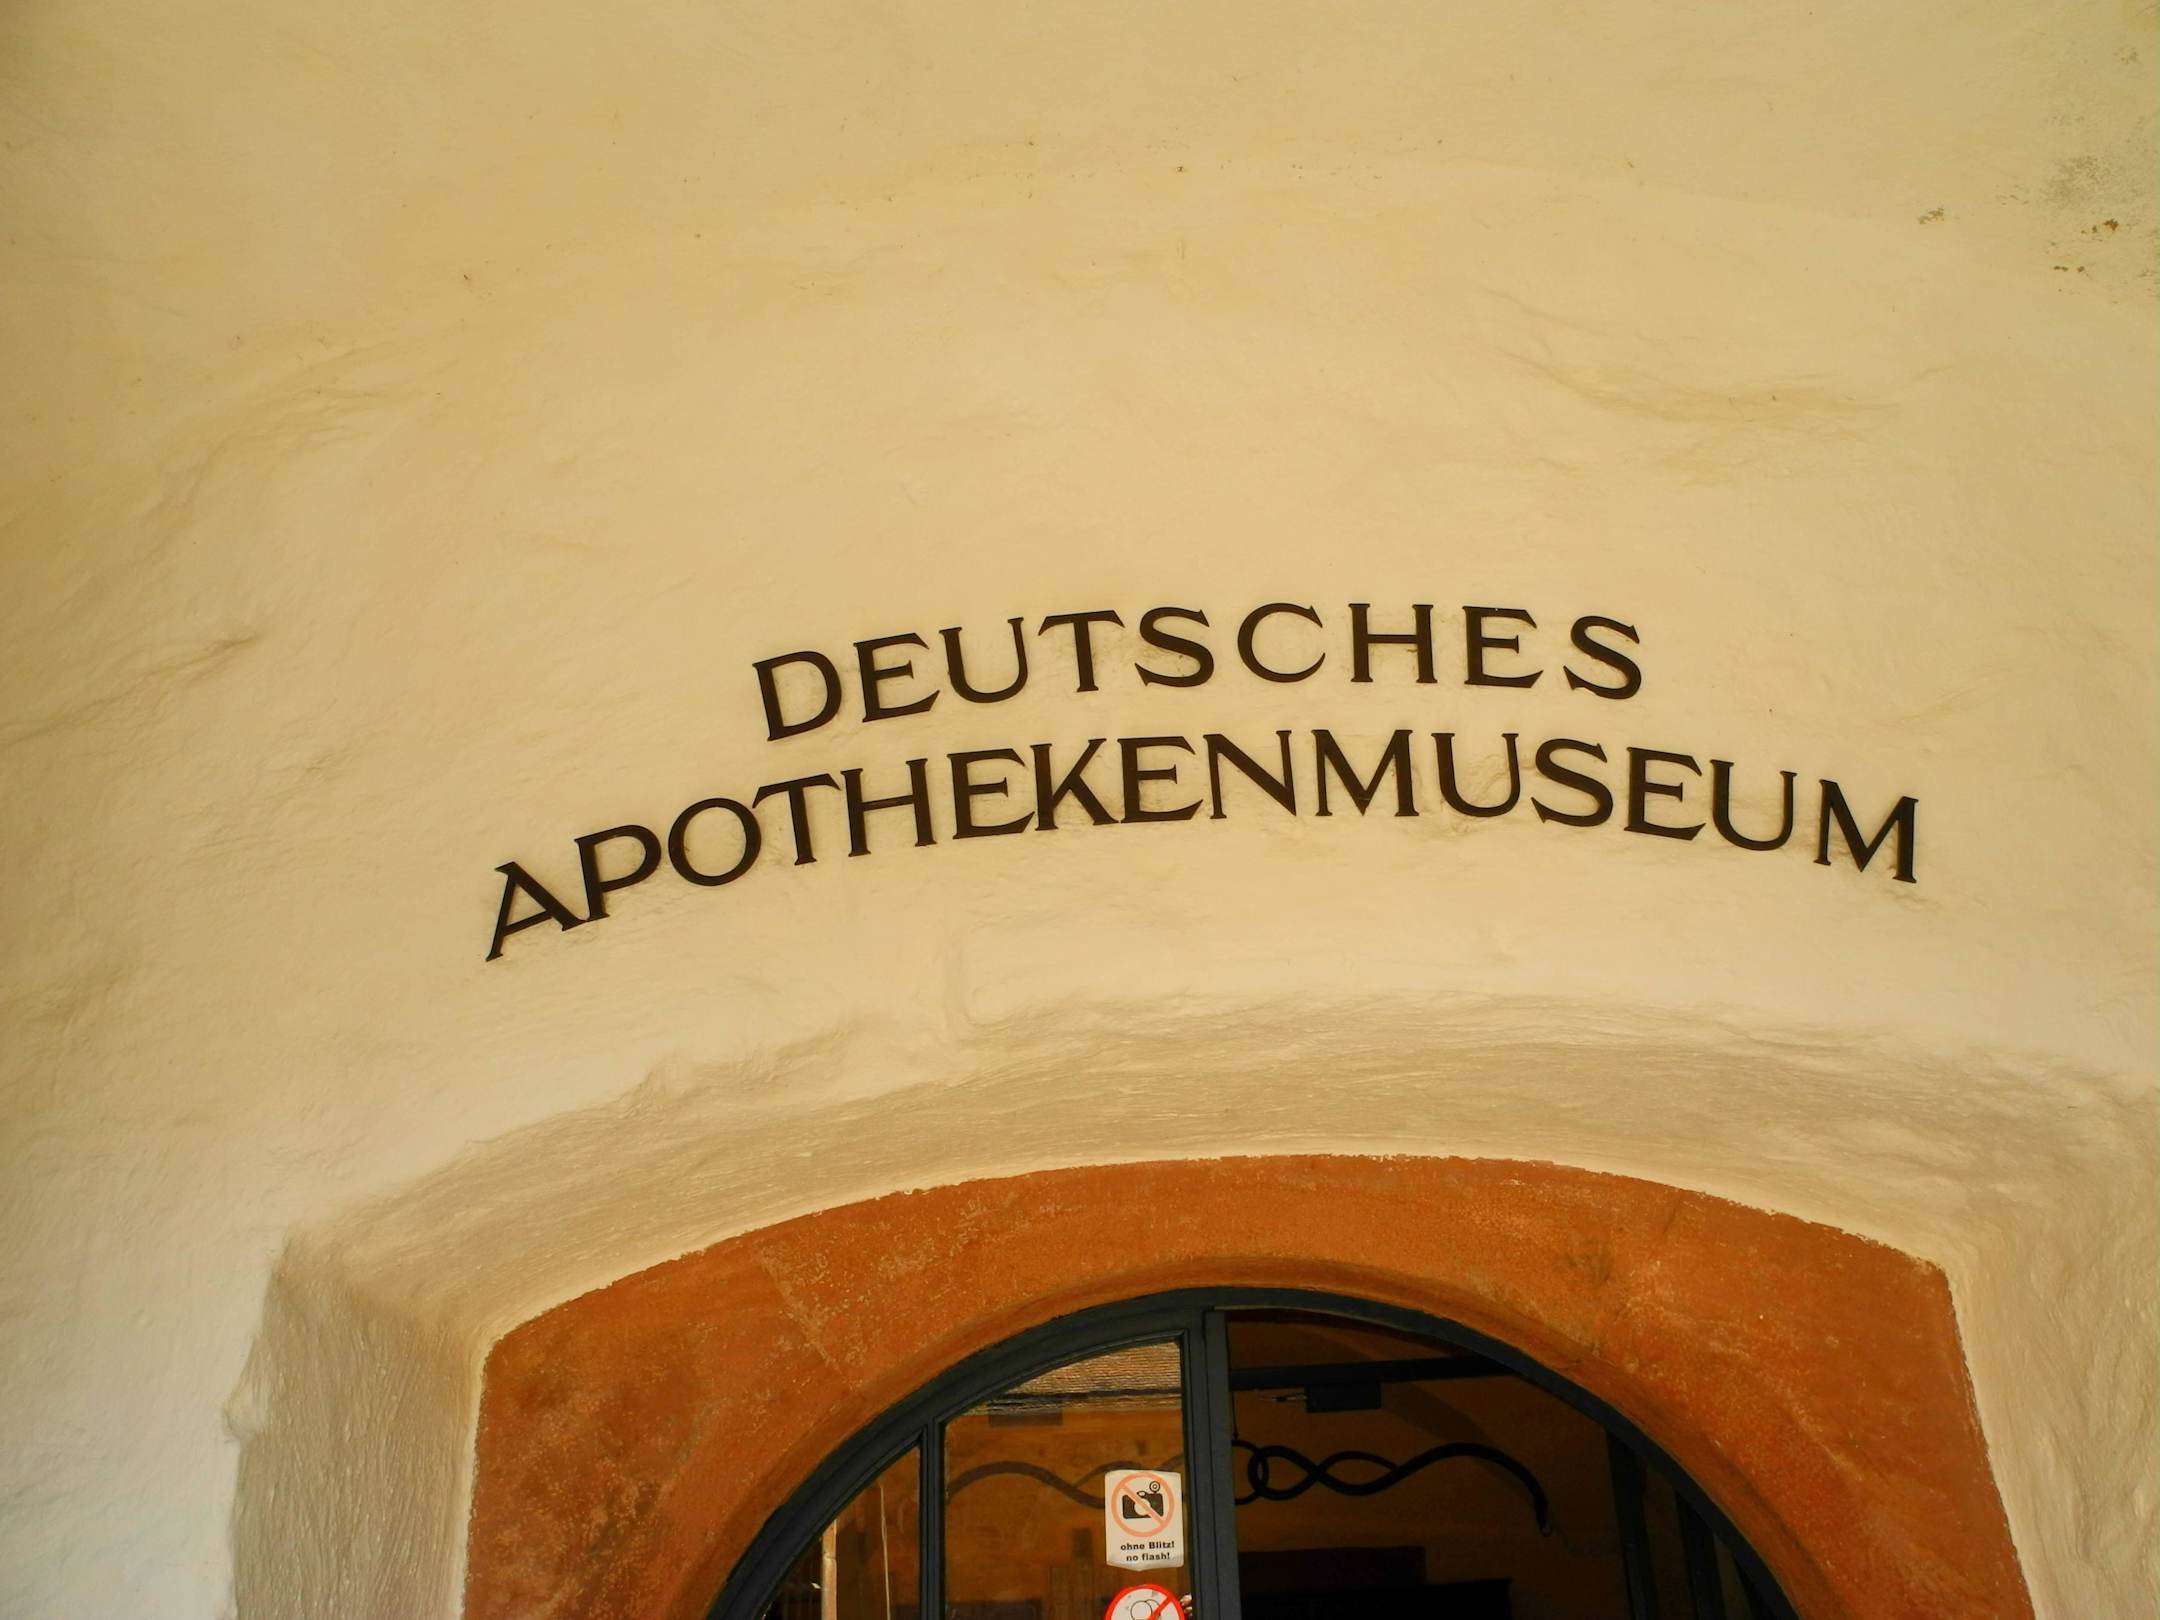 DEUTSCHES
APOTHEKENMUSEUM
ohne Blitz!
no flash!